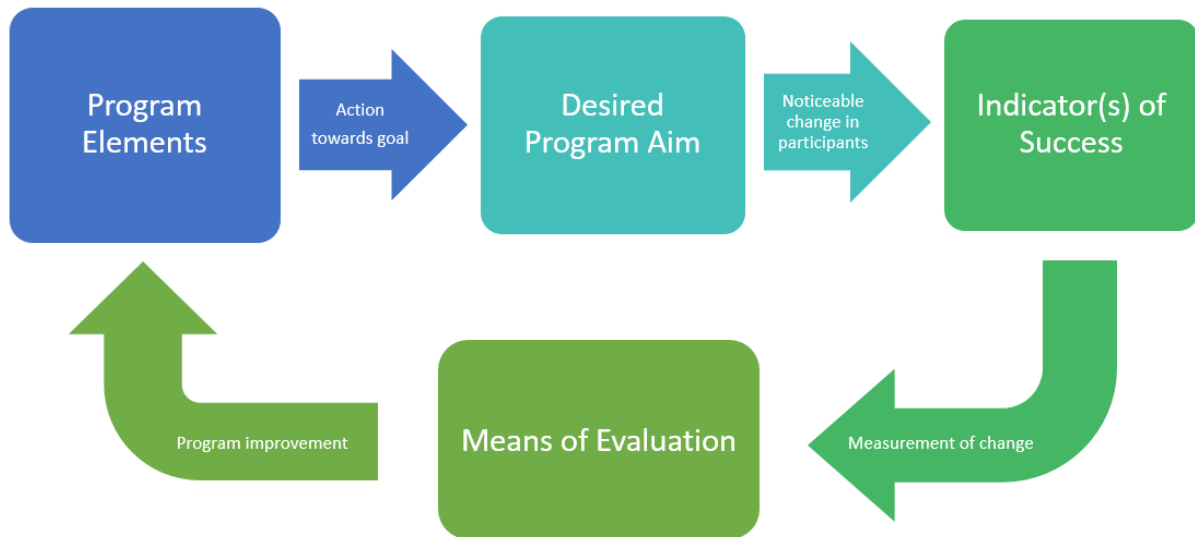 Program
Elements
Action
towards goal
Desired
Program Aim
Noticeable
change in
participants
Indicator(s) of
Success
Program improvement
Means of Evaluation
Measurement of change